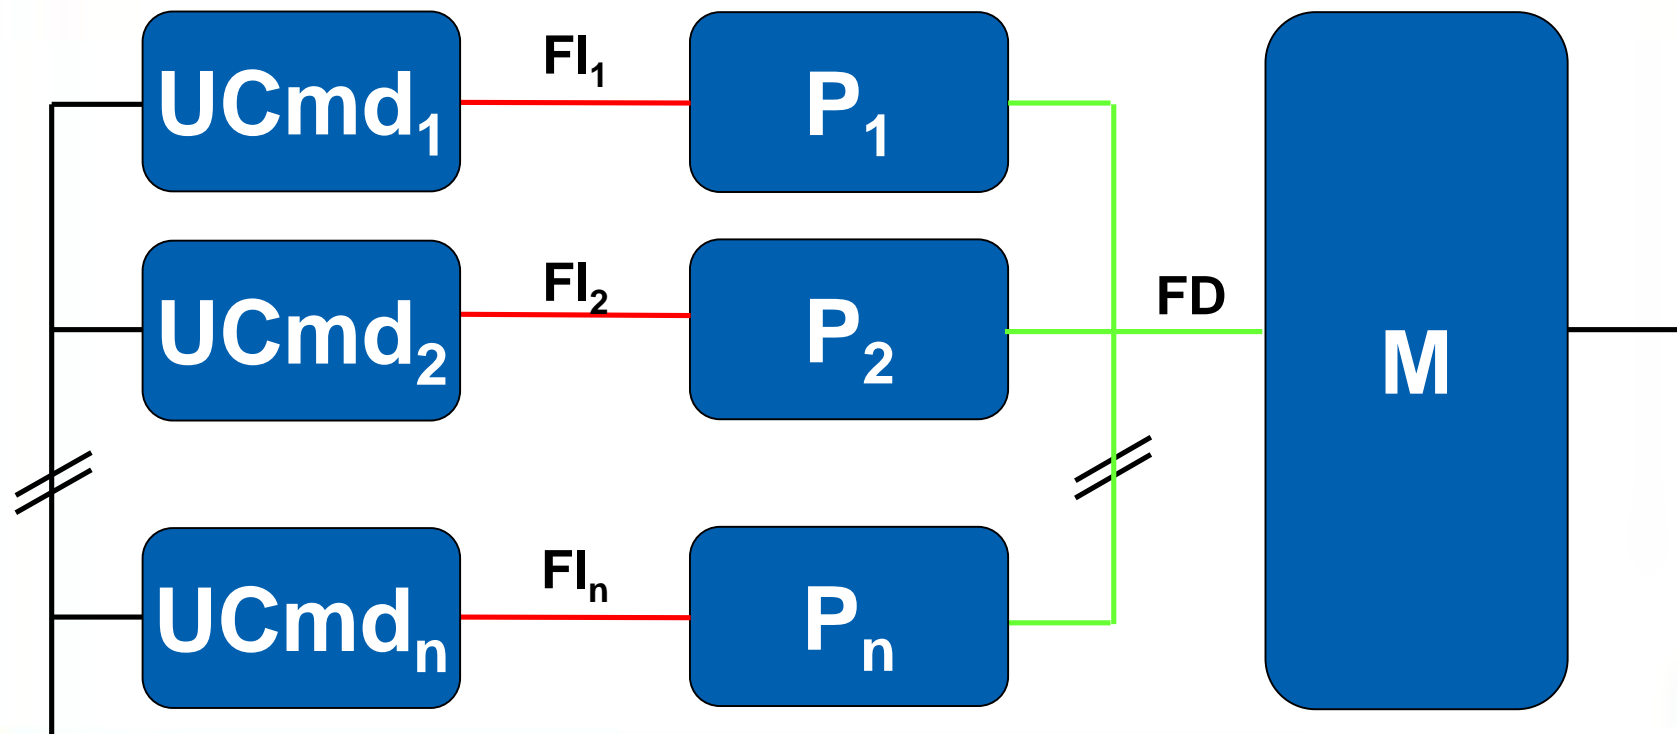 FI₁
UCmd₁
P₁
FI₂
FD
UCmd₂
P₂
M
FIₙ
UCmdₙ
Pₙ